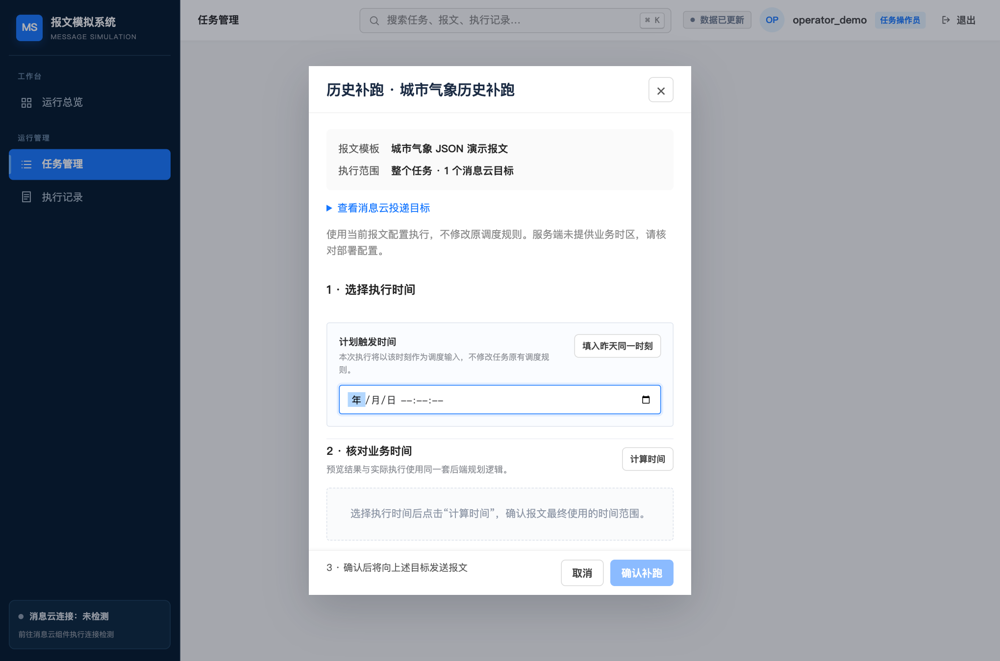 MS
报文模拟系统
MESSAGE SIMULATION
工作台
运行总览
运行管理
任务管理
执行记录
消息云连接：未检测
前往消息云组件执行连接检测
任务管理
搜索任务、报文、执行记录…
⌘ K
数据已更新
OP
operator_demo
任务操作员
退出
历史补跑 · 城市气象历史补跑
报文模板 城市气象 JSON 演示报文
执行范围 整个任务 · 1 个消息云目标
查看消息云投递目标
使用当前报文配置执行，不修改原调度规则。服务端未提供业务时区，请核
对部署配置。
1 · 选择执行时间
计划触发时间
填入昨天同一时刻
本次执行将以该时刻作为调度输入，不修改任务原有调度规
则。
年/月/日 --:--:--
2 · 核对业务时间
计算时间
预览结果与实际执行使用同一套后端规划逻辑。
选择执行时间后点击“计算时间”，确认报文最终使用的时间范围。
3 · 确认后将向上述目标发送报文
取消
确认补跑